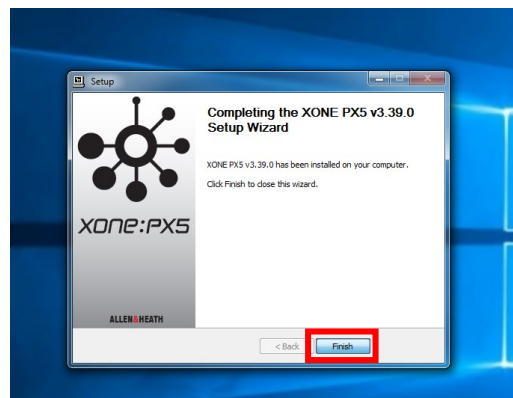 Setup
Completing the XONE PX5 v3.39.0
Setup Wizard
XONE PX5 v3.39.0 has been installed on your computer.
Click Finish to close this wizard.
XONE:PX5
ALLEN&HEATH
< Back
Finish